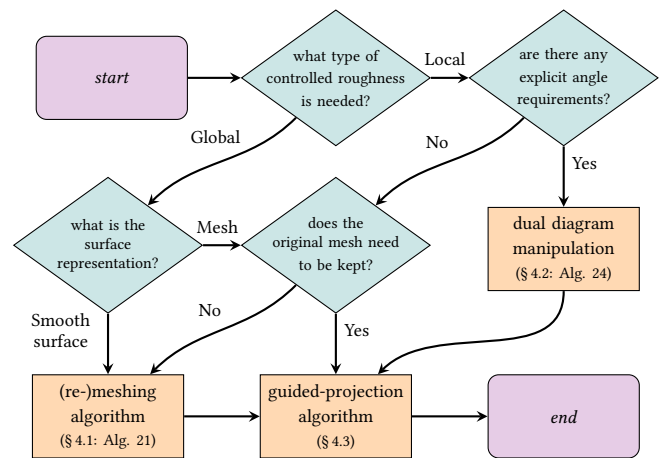 start
what type of
controlled roughness
is needed?
Local
are there any
explicit angle
requirements?
Global
No
Yes
what is the
surface
representation?
Mesh
does the
original mesh need
to be kept?
dual diagram
manipulation
(§ 4.2: Alg. 24)
Smooth
surface
No
Yes
(re-)meshing
algorithm
(§ 4.1: Alg. 21)
guided-projection
algorithm
(§ 4.3)
end